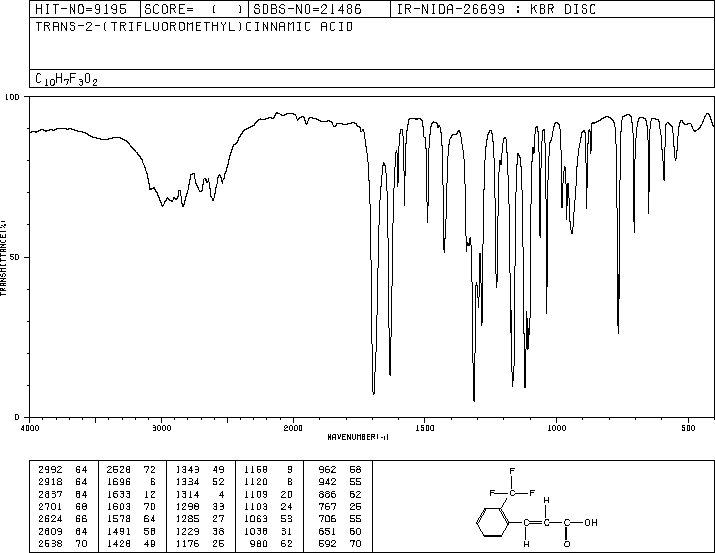 HIT-NO=9195 SCORE= ( ) SDBS-NO=21486 IR-NIDA-26699 : KBR DISC
TRANS-2-(TRIFLUOROMETHYL)CINNAMIC ACID
C10H7F3O2
100
50
0
TRANSMITTANCE(%)
4000 3000 2000 1500 1000 500
WAVENUMBER(-1)
2992 64 2528 72 1343 49 1168 9 962 58
2918 64 1696 6 1334 52 1120 8 942 55
2837 64 1633 12 1314 4 1109 20 886 62
2701 68 1603 70 1298 33 1103 24 767 25
2624 66 1578 64 1285 27 1063 53 706 55
2609 64 1491 58 1229 38 1038 31 651 60
2538 70 1428 49 1176 26 980 62 592 70
F
F F
C
H
C C C OH
H O